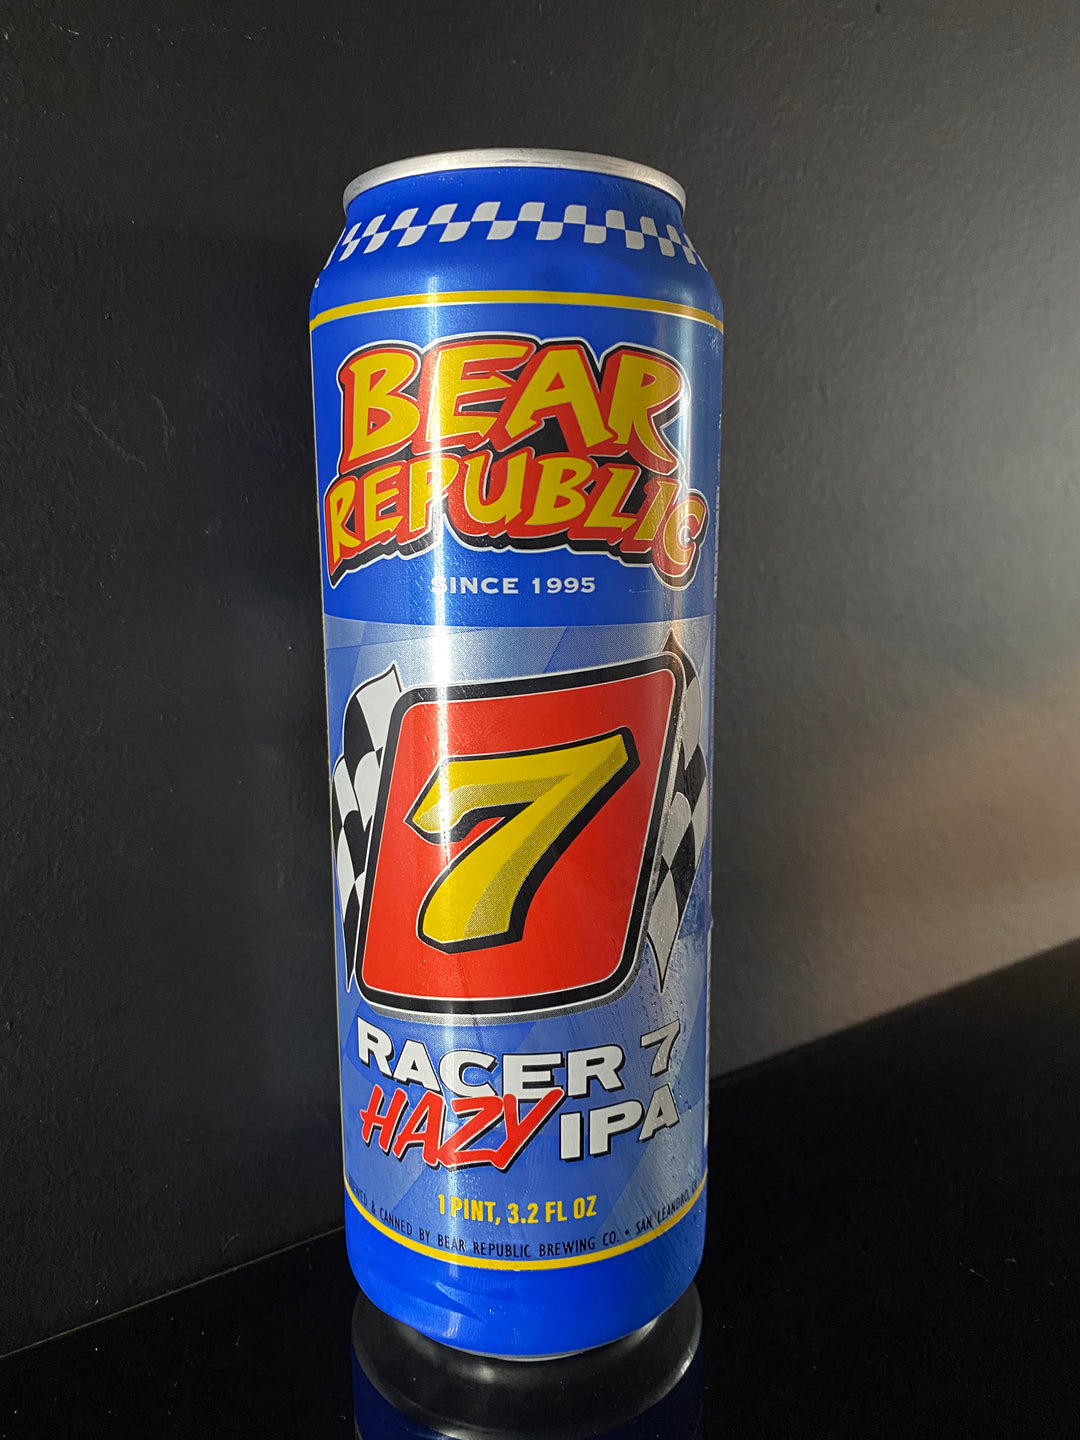 BEAR
REPUBLIC
SINCE 1995
7
RACER 7
HAZY IPA
1 PINT, 3.2 FL OZ
& CANNED BY BEAR REPUBLIC BREWING CO. • SAN LEANDRO,